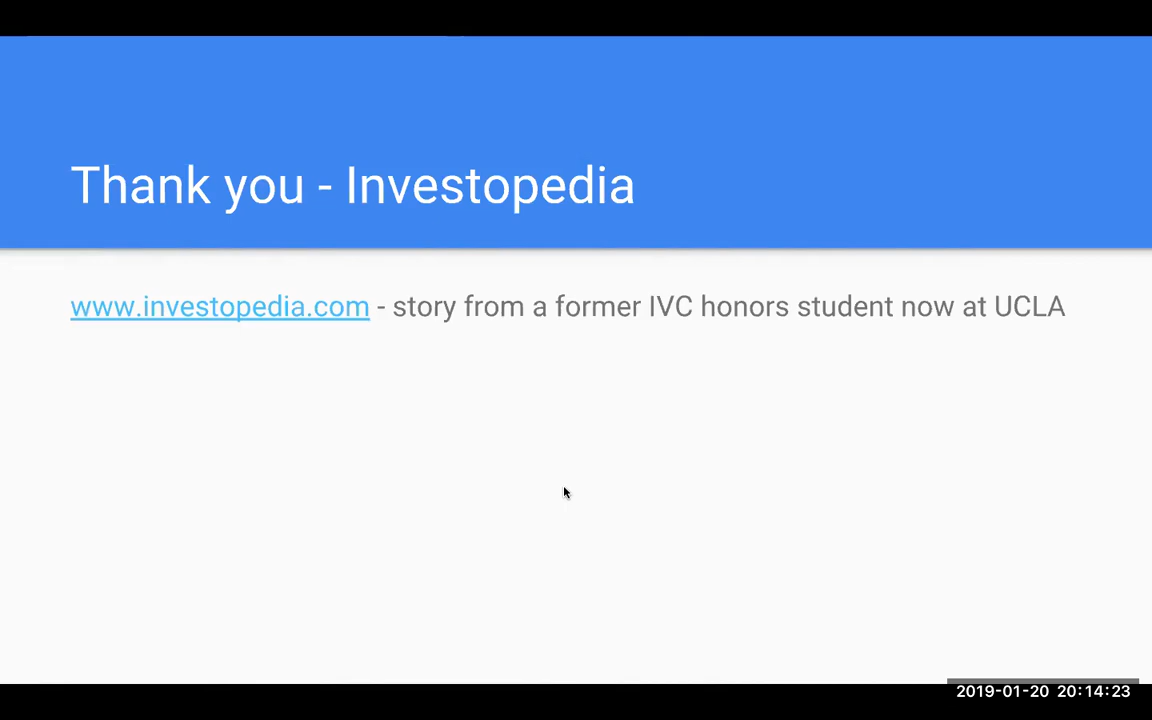 Thank you - Investopedia
www.investopedia.com - story from a former IVC honors student now at UCLA
2019-01-20 20:14:23